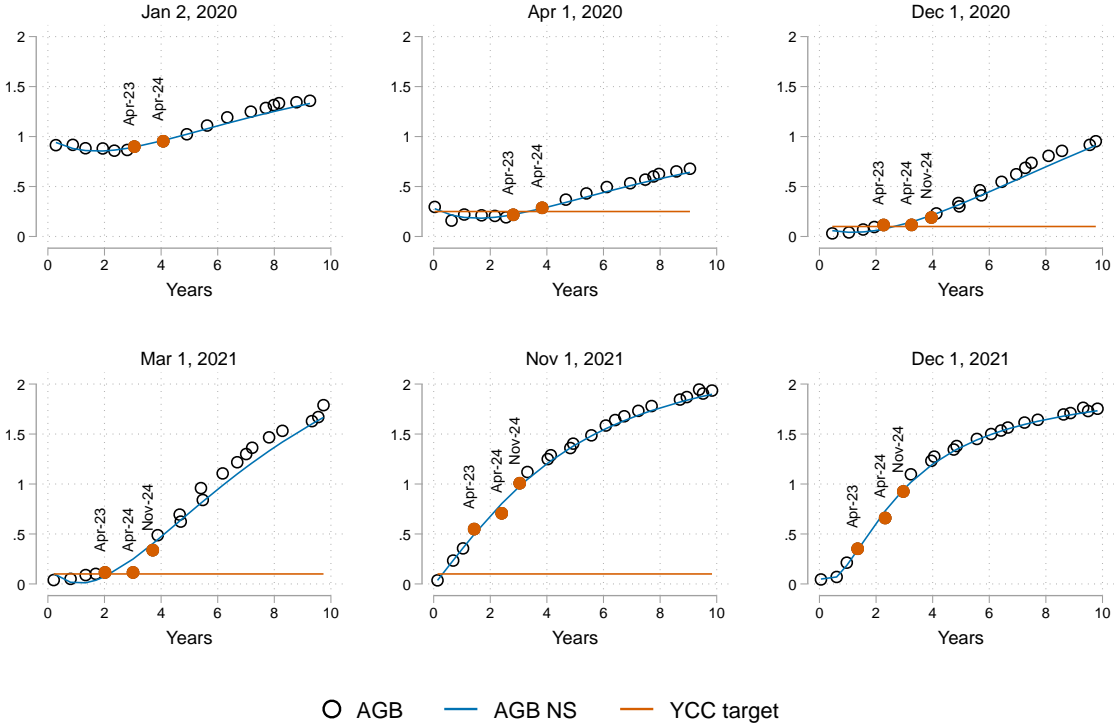 Jan 2, 2020
Apr 1, 2020
Dec 1, 2020
2
1.5
1
.5
0
Apr-23
Apr-24
0 2 4 6 8 10
Years
2
1.5
1
.5
0
Apr-23
Apr-24
0 2 4 6 8 10
Years
2
1.5
1
.5
0
Apr-23
Apr-24
Nov-24
0 2 4 6 8 10
Years
Mar 1, 2021
Nov 1, 2021
Dec 1, 2021
2
1.5
1
.5
0
Apr-23
Apr-24
Nov-24
0 2 4 6 8 10
Years
2
1.5
1
.5
0
Apr-23
Apr-24
Nov-24
0 2 4 6 8 10
Years
2
1.5
1
.5
0
Apr-23
Apr-24
Nov-24
0 2 4 6 8 10
Years
AGB AGB NS YCC target